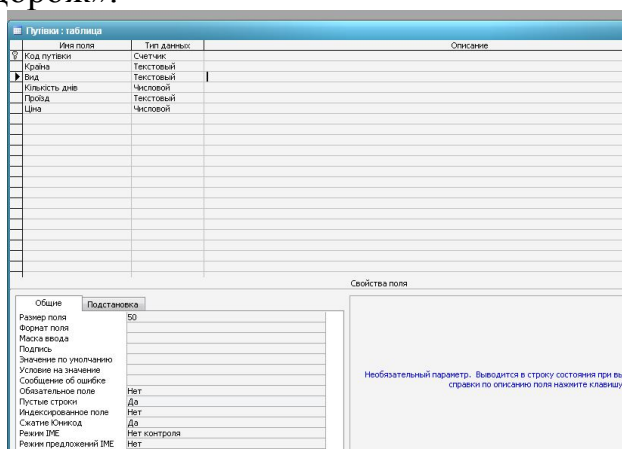 дорож».
Путівки : таблица
Имя поля Тип данных Описание
Код путівки Счетчик
Країна Текстовый
Вид Текстовый
Кількість днів Числовой
Проїзд Текстовый
Ціна Числовой
Свойства поля
Общие Подстановка
Размер поля 50
Формат поля
Маска ввода
Подпись
Значение по умолчанию
Условие на значение
Сообщение об ошибке
Обязательное поле Нет
Пустые строки Да
Индексированное поле Нет
Сжатие Юникод Да
Режим IME Нет контроля
Режим предложений IME Нет
Необязательный параметр. Выводится в строку состояния при вы
справки по описанию поля нажмите клавишу